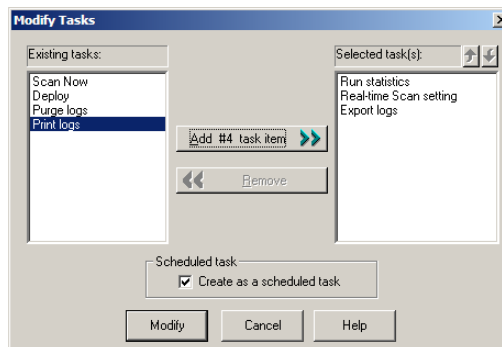 Modify Tasks
Existing tasks:
Selected task(s):
Scan Now
Deploy
Purge logs
Print logs
Add #4 task item
Remove
Run statistics
Real-time Scan setting
Export logs
Scheduled task
Create as a scheduled task
Modify
Cancel
Help